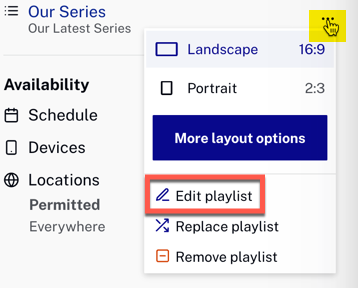 Our Series
Our Latest Series
Availability
Schedule
Devices
Locations
Permitted
Everywhere
Landscape 16:9
Portrait 2:3
More layout options
Edit playlist
Replace playlist
Remove playlist